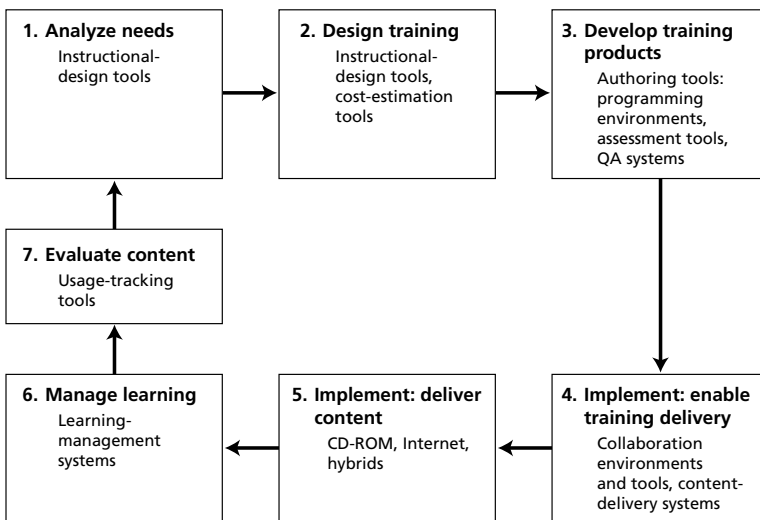 1. Analyze needs
Instructional-
design tools
2. Design training
Instructional-
design tools,
cost-estimation
tools
3. Develop training
products
Authoring tools:
programming
environments,
assessment tools,
QA systems
7. Evaluate content
Usage-tracking
tools
6. Manage learning
Learning-
management
systems
5. Implement: deliver
content
CD-ROM, Internet,
hybrids
4. Implement: enable
training delivery
Collaboration
environments
and tools, content-
delivery systems